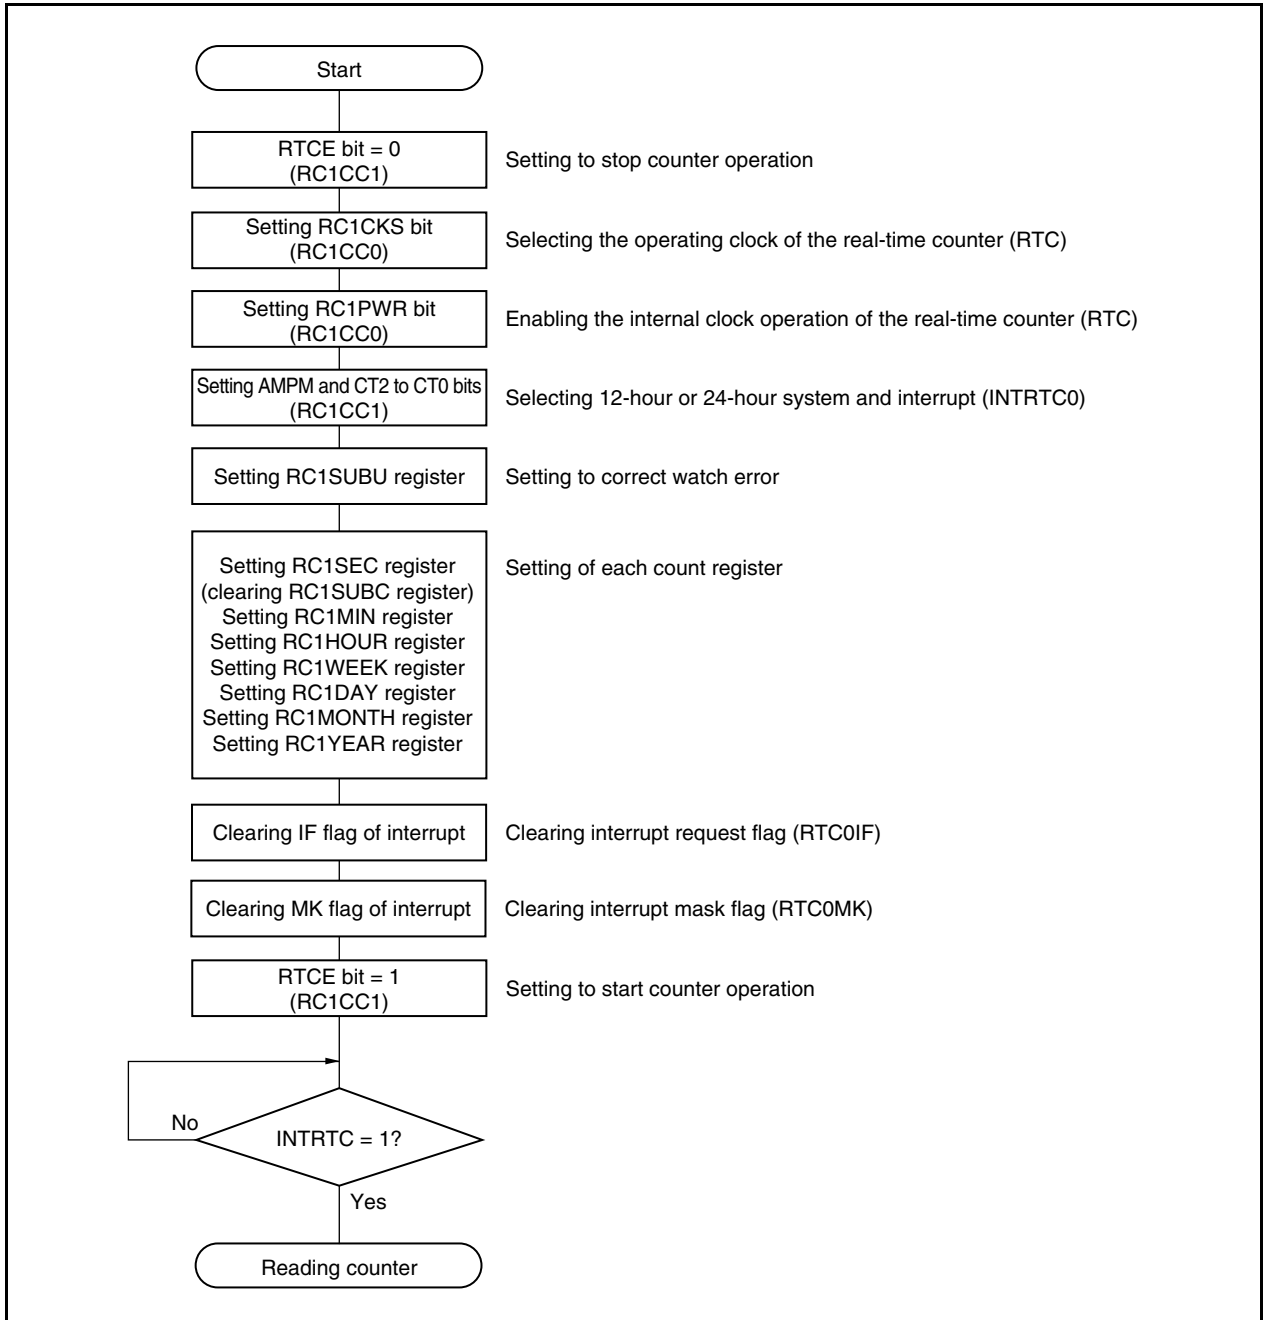 Start
RTCE bit = 0
(RC1CC1)
Setting to stop counter operation
Setting RC1CKS bit
(RC1CC0)
Selecting the operating clock of the real-time counter (RTC)
Setting RC1PWR bit
(RC1CC0)
Enabling the internal clock operation of the real-time counter (RTC)
Setting AMPM and CT2 to CT0 bits
(RC1CC1)
Selecting 12-hour or 24-hour system and interrupt (INTRTC0)
Setting RC1SUBU register
Setting to correct watch error
Setting RC1SEC register
(clearing RC1SUBC register)
Setting RC1MIN register
Setting RC1HOUR register
Setting RC1WEEK register
Setting RC1DAY register
Setting RC1MONTH register
Setting RC1YEAR register
Setting of each count register
Clearing IF flag of interrupt
Clearing interrupt request flag (RTC0IF)
Clearing MK flag of interrupt
Clearing interrupt mask flag (RTC0MK)
RTCE bit = 1
(RC1CC1)
Setting to start counter operation
No
INTRTC = 1?
Yes
Reading counter